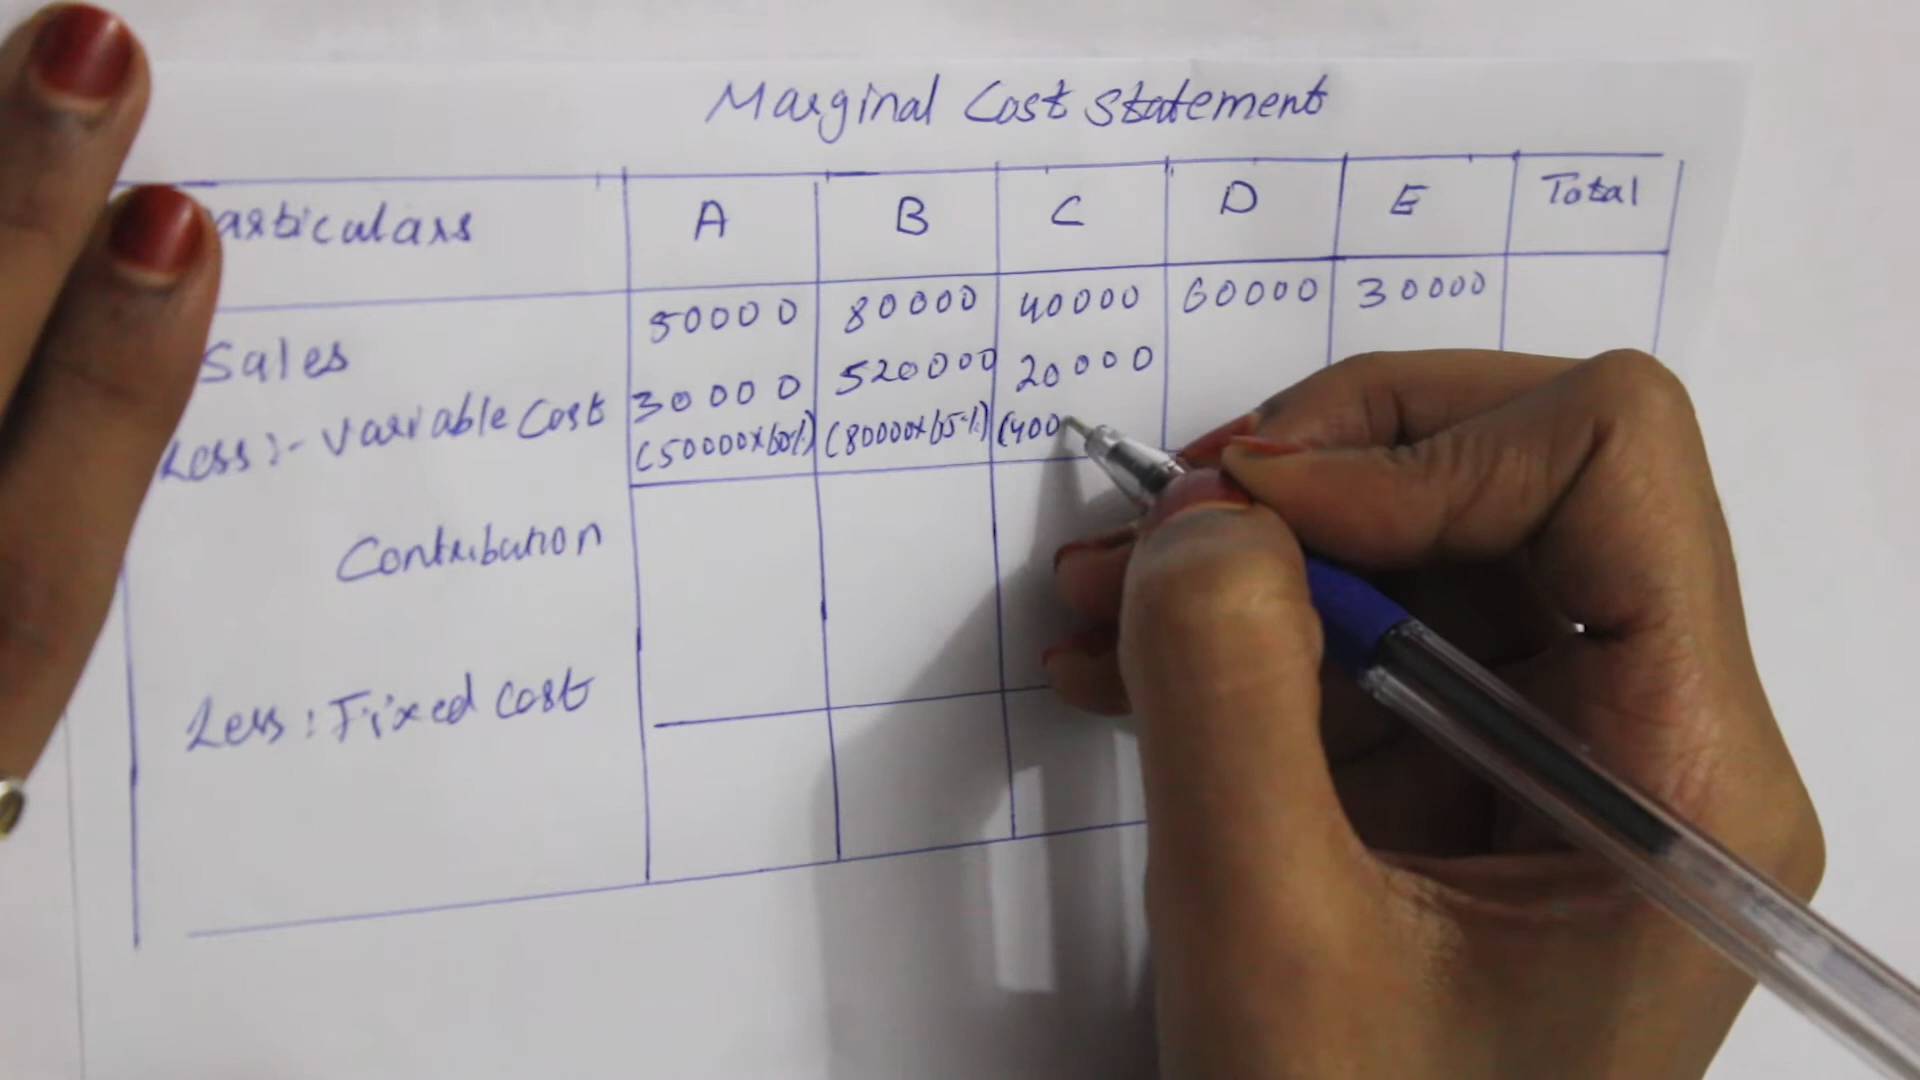 Marginal Cost Statement
articulars A B C D E Total
Sales 50000 80000 40000 60000 30000
Less:- Variable Cost 30000 520000 20000
(50000x60%) (80000x65%) (400
Contribution
Less: Fixed Cost